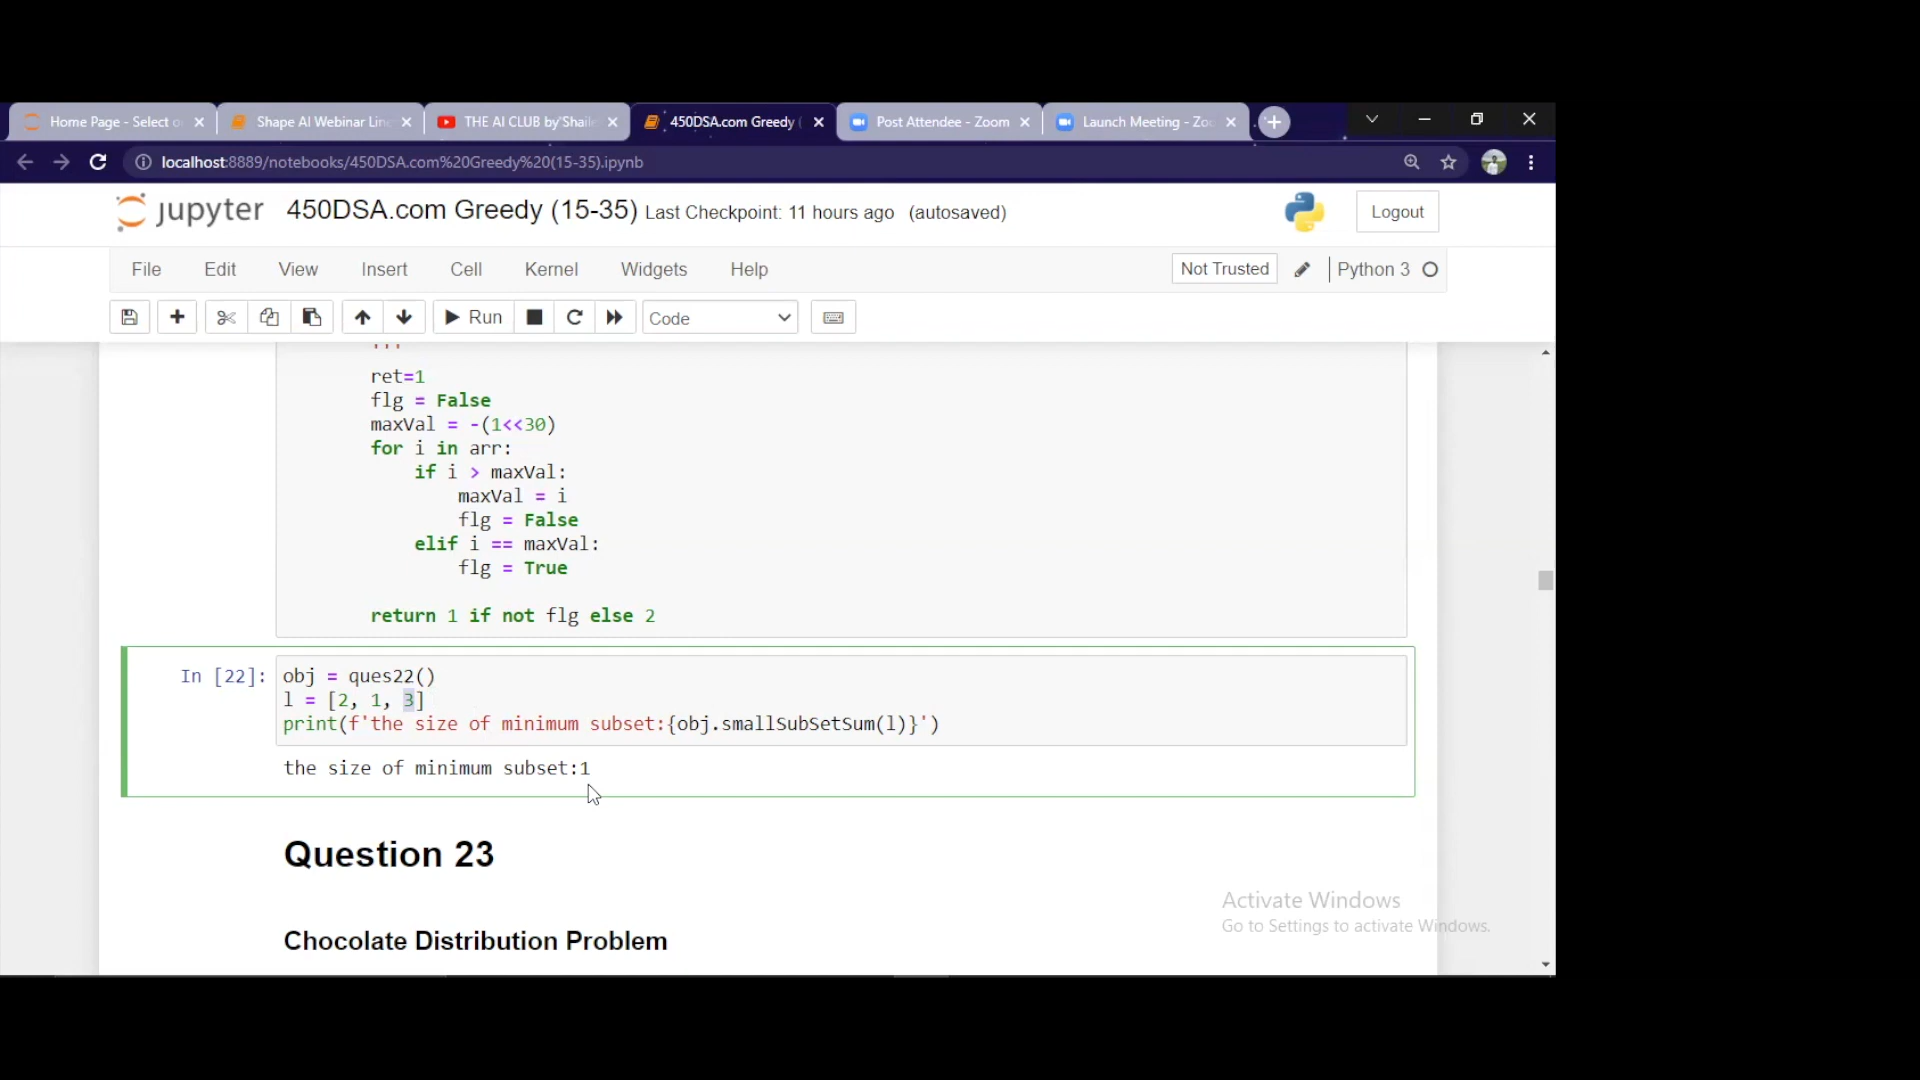 Home Page - Select o
Shape AI Webinar Line
THE AI CLUB by Shaile
450DSA.com Greedy (
Post Attendee - Zoom
Launch Meeting - Zo
localhost:8889/notebooks/450DSA.com%20Greedy%20(15-35).ipynb
jupyter 450DSA.com Greedy (15-35) Last Checkpoint: 11 hours ago (autosaved)
Logout
File Edit View Insert Cell Kernel Widgets Help
Not Trusted
Python 3
Run
Code
'''
ret=1
flg = False
maxVal = -(1<<30)
for i in arr:
if i > maxVal:
maxVal = i
flg = False
elif i == maxVal:
flg = True
return 1 if not flg else 2
In [22]: obj = ques22()
l = [2, 1, 3]
print(f'the size of minimum subset:{obj.smallSubSetSum(l)}')
the size of minimum subset:1
Question 23
Chocolate Distribution Problem
Activate Windows
Go to Settings to activate Windows.